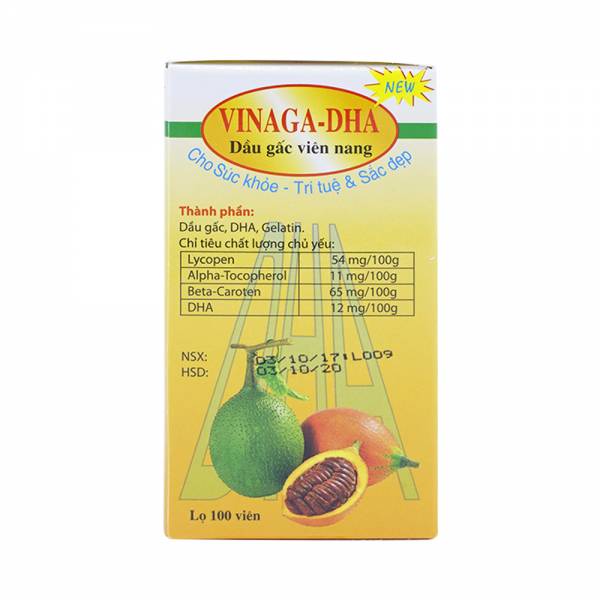 NEW
VINAGA-DHA
Dầu gấc viên nang
Cho Sức khỏe - Trí tuệ & Sắc đẹp
Thành phần:
Dầu gấc, DHA, Gelatin.
Chỉ tiêu chất lượng chủ yếu:
Lycopen 54 mg/100g
Alpha-Tocopherol 11 mg/100g
Beta-Caroten 65 mg/100g
DHA 12 mg/100g
NSX: 03/10/17:L009
HSD: 03/10/20
DHA
Lọ 100 viên